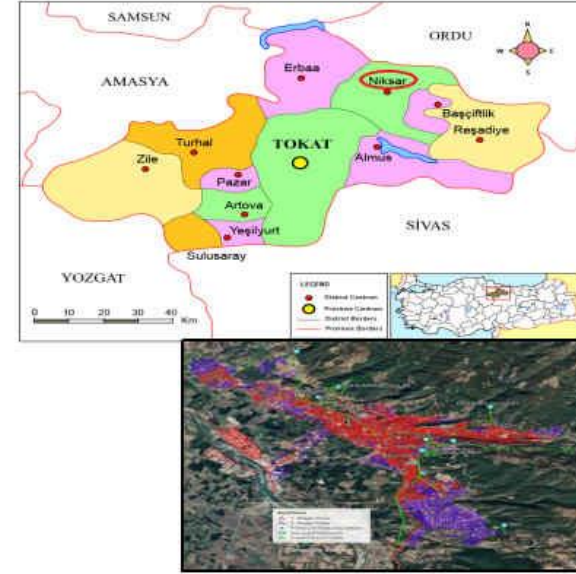 SAMSUN
ORDU
N
W E
S
AMASYA
Erbaa
Niksar
Başçiftlik
Reşadiye
Turhal
TOKAT
Zile
Almus
Pazar
Artova
SİVAS
Yeşilyurt
Sulusaray
YOZGAT
LEGEND
District Centres
Province Centres
District Borders
Province Borders
0 10 20 30 40
Km